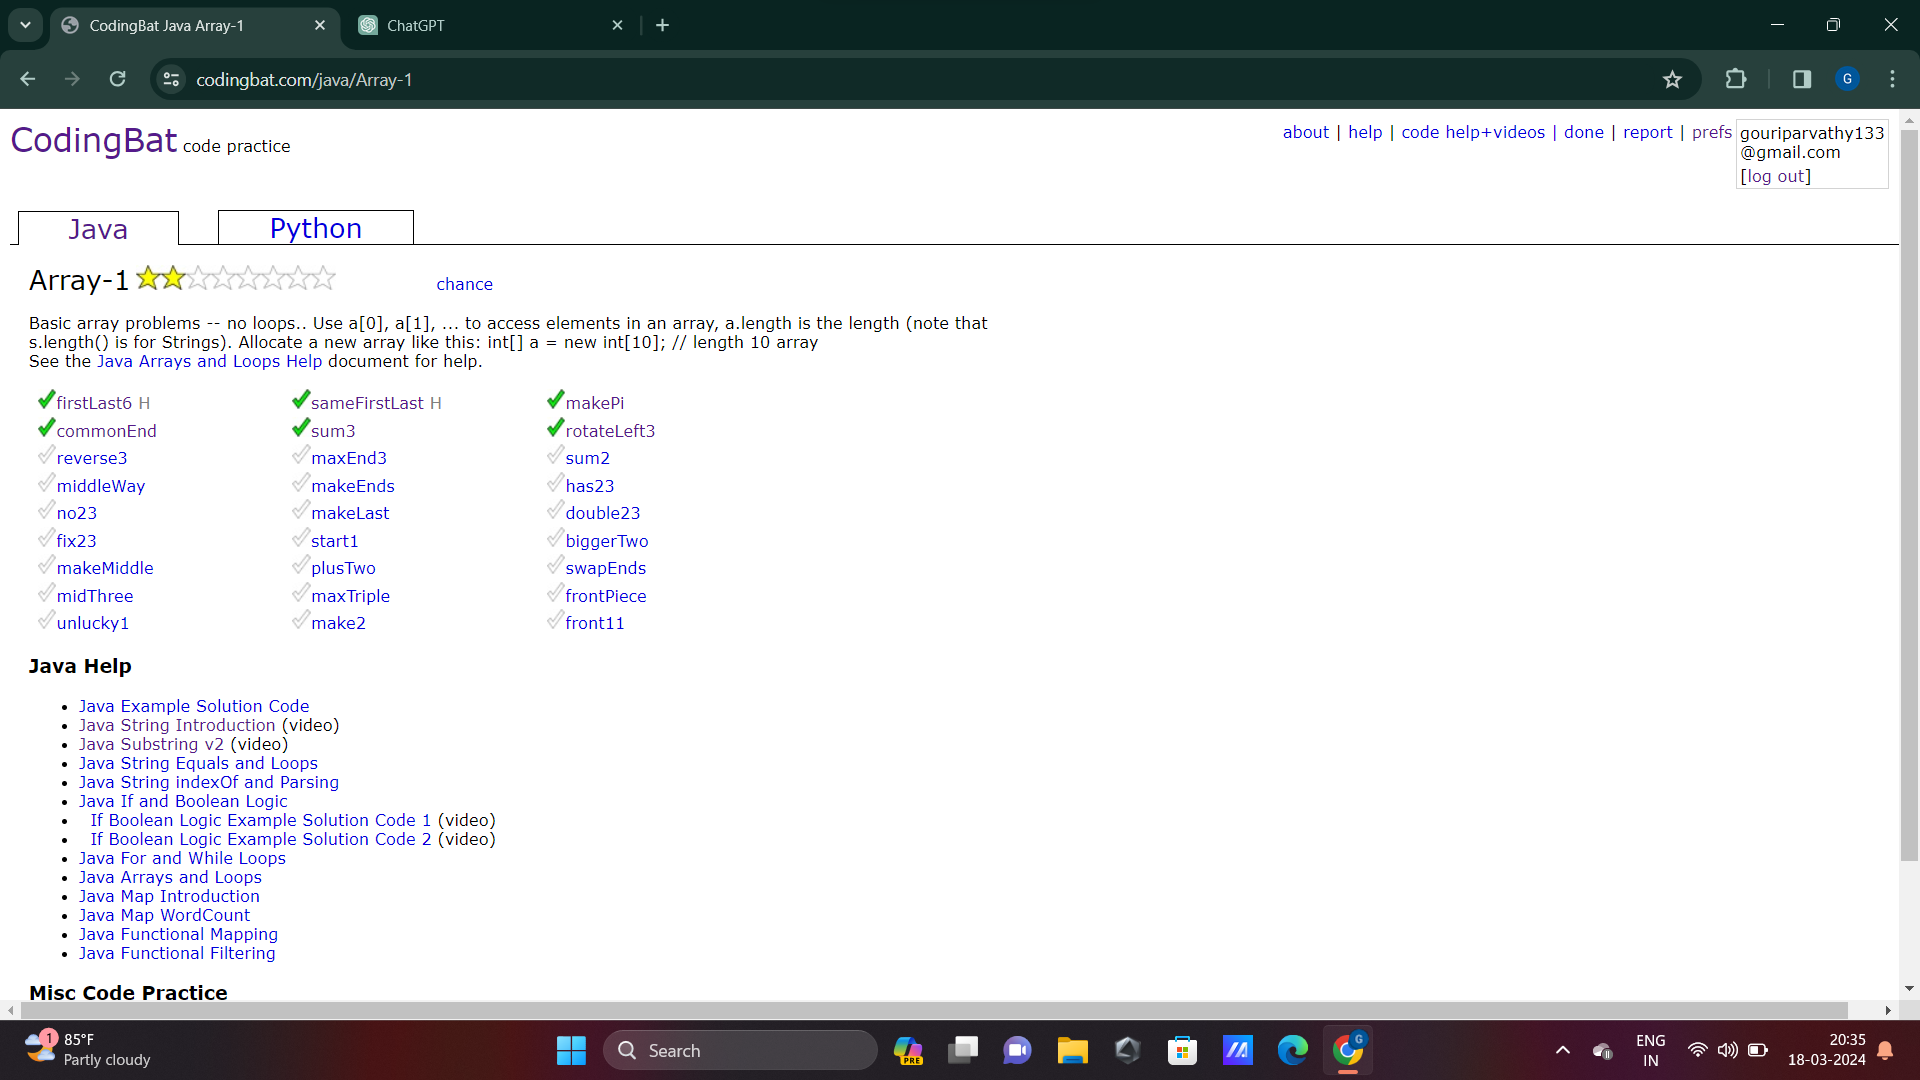 CodingBat Java Array-1
ChatGPT
codingbat.com/java/Array-1
G
CodingBat code practice
about | help | code help+videos | done | report | prefs
gouriparvathy133
@gmail.com
[log out]
Java
Python
Array-1
chance
Basic array problems -- no loops.. Use a[0], a[1], ... to access elements in an array, a.length is the length (note that
s.length() is for Strings). Allocate a new array like this: int[] a = new int[10]; // length 10 array
See the Java Arrays and Loops Help document for help.
firstLast6 H sameFirstLast H makePi
commonEnd sum3 rotateLeft3
reverse3 maxEnd3 sum2
middleWay makeEnds has23
no23 makeLast double23
fix23 start1 biggerTwo
makeMiddle plusTwo swapEnds
midThree maxTriple frontPiece
unlucky1 make2 front11
Java Help
Java Example Solution Code
Java String Introduction (video)
Java Substring v2 (video)
Java String Equals and Loops
Java String indexOf and Parsing
Java If and Boolean Logic
If Boolean Logic Example Solution Code 1 (video)
If Boolean Logic Example Solution Code 2 (video)
Java For and While Loops
Java Arrays and Loops
Java Map Introduction
Java Map WordCount
Java Functional Mapping
Java Functional Filtering
Misc Code Practice
1
85°F
Partly cloudy
Search
PRE
G
ENG
IN
20:35
18-03-2024